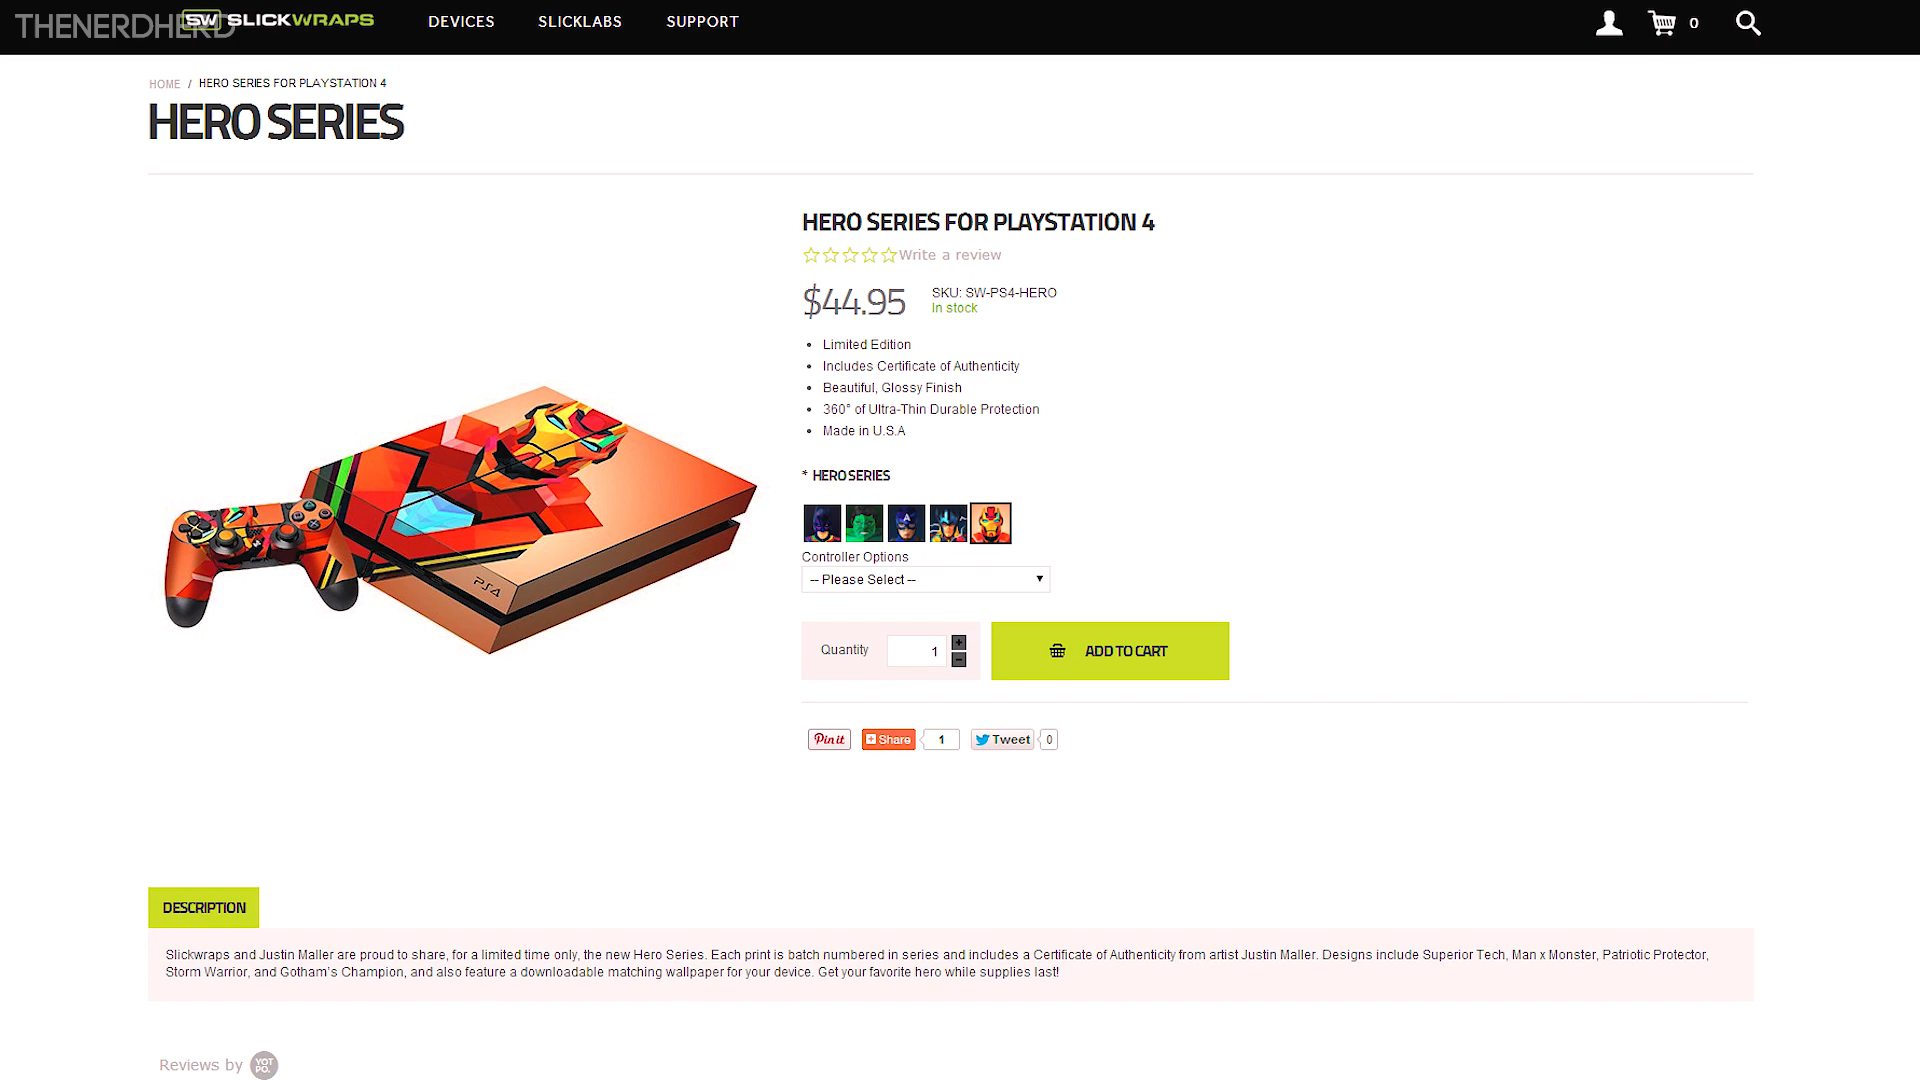 THENERDHERD
SW SLICKWRAPS
DEVICES
SLICKLABS
SUPPORT
0
HOME / HERO SERIES FOR PLAYSTATION 4
HERO SERIES
HERO SERIES FOR PLAYSTATION 4
Write a review
$44.95
SKU: SW-PS4-HERO
In stock
• Limited Edition
• Includes Certificate of Authenticity
• Beautiful, Glossy Finish
• 360° of Ultra-Thin Durable Protection
• Made in U.S.A
* HERO SERIES
Controller Options
-- Please Select --
PS4
Quantity
1
+
-
ADD TO CART
Pin it
Share
1
Tweet
0
DESCRIPTION
Slickwraps and Justin Maller are proud to share, for a limited time only, the new Hero Series. Each print is batch numbered in series and includes a Certificate of Authenticity from artist Justin Maller. Designs include Superior Tech, Man x Monster, Patriotic Protector,
Storm Warrior, and Gotham's Champion, and also feature a downloadable matching wallpaper for your device. Get your favorite hero while supplies last!
Reviews by
YOT
PO.